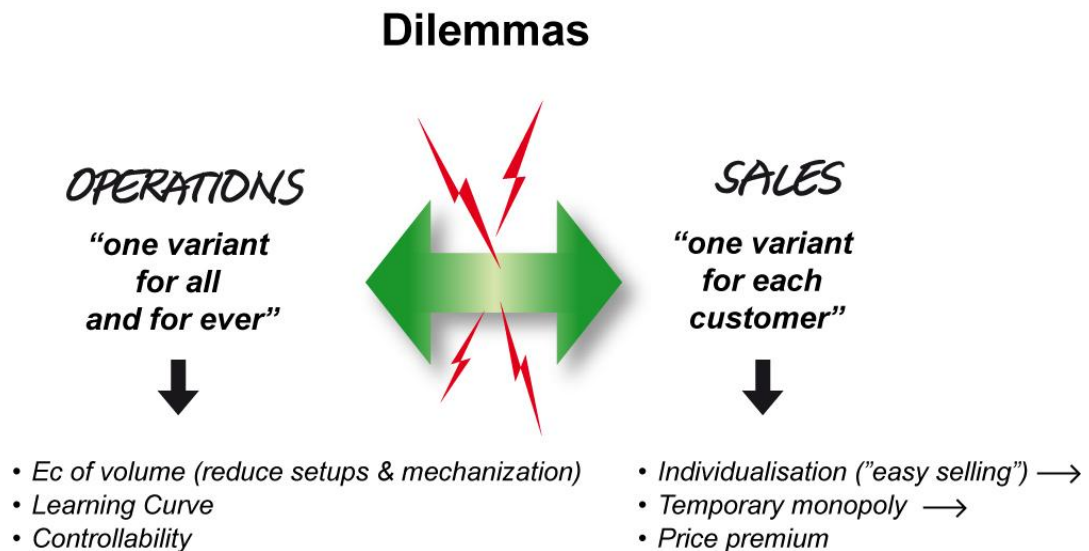 Dilemmas
OPERATIONS
“one variant
for all
and for ever”
• Ec of volume (reduce setups & mechanization)
• Learning Curve
• Controllability
SALES
“one variant
for each
customer”
• Individualisation (”easy selling”) →
• Temporary monopoly →
• Price premium